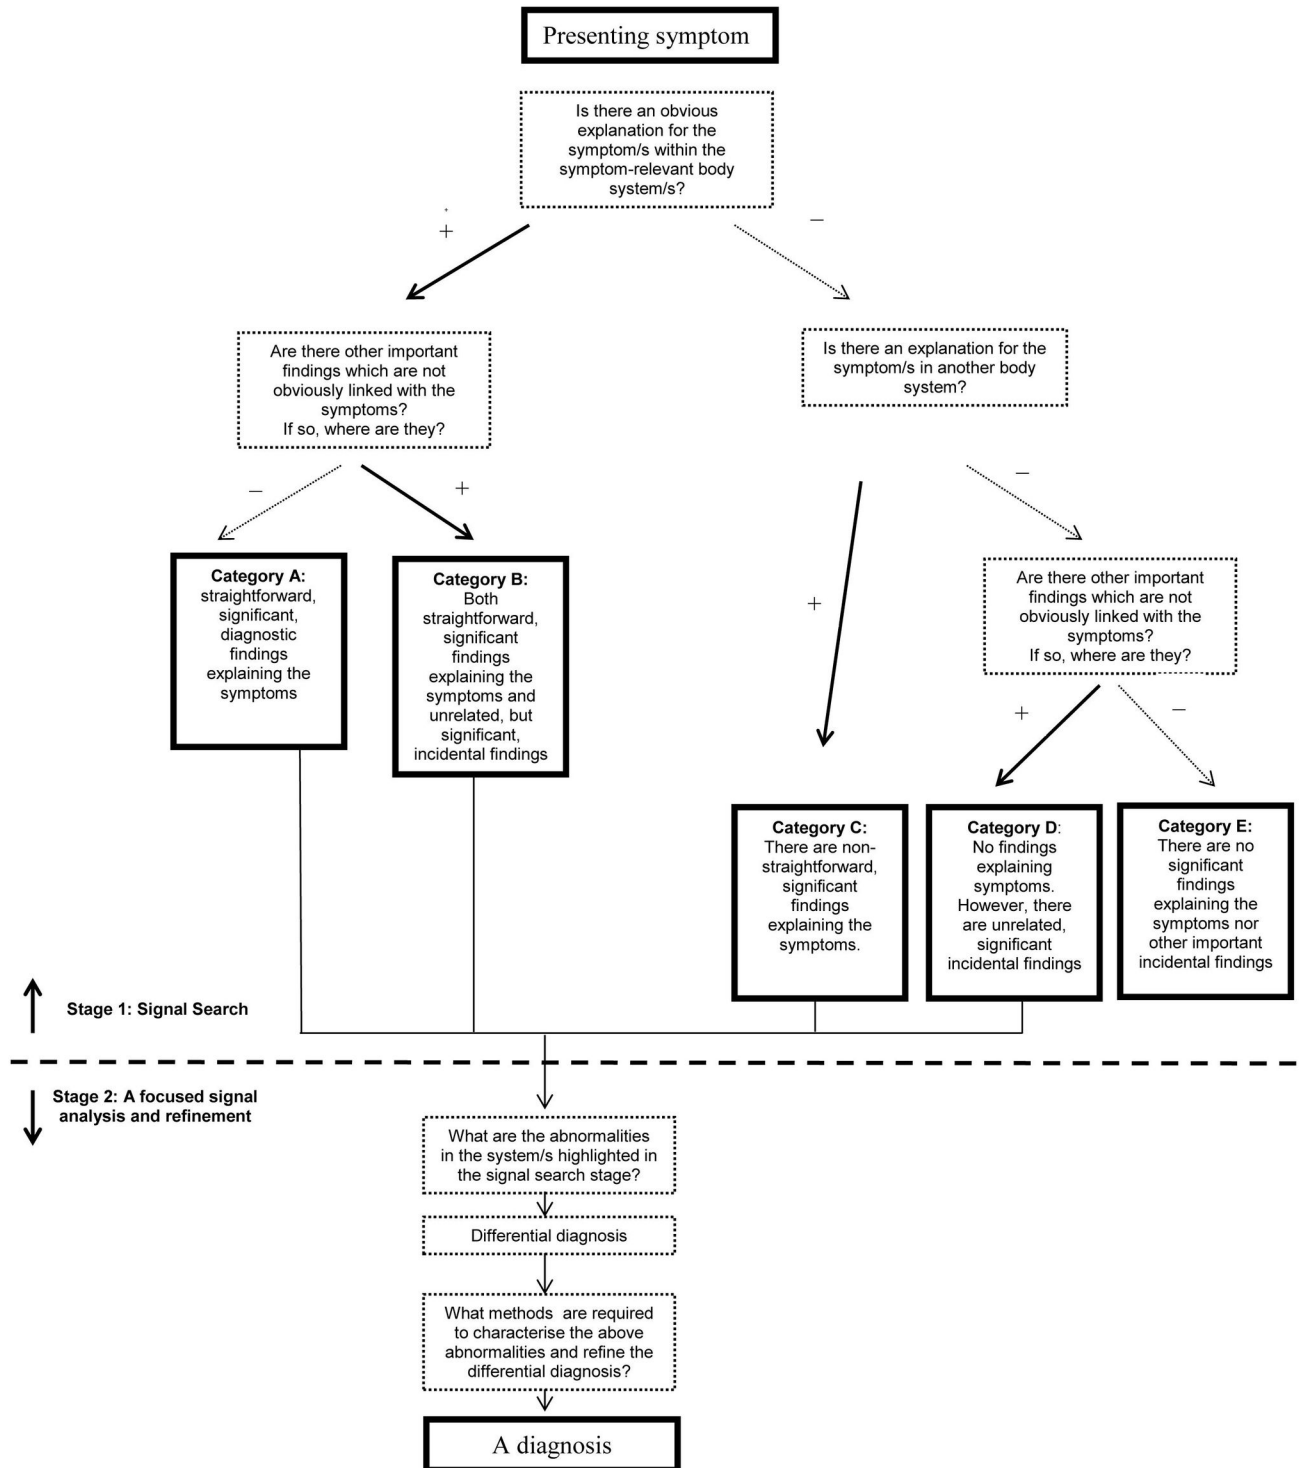 Presenting symptom
Is there an obvious
explanation for the
symptom/s within the
symptom-relevant body
system/s?
+
–
Are there other important
findings which are not
obviously linked with the
symptoms?
If so, where are they?
Is there an explanation for the
symptom/s in another body
system?
–
+
+
–
Category A:
straightforward,
significant,
diagnostic
findings
explaining the
symptoms
Category B:
Both
straightforward,
significant
findings
explaining the
symptoms and
unrelated, but
significant,
incidental findings
Are there other important
findings which are not
obviously linked with the
symptoms?
If so, where are they?
+
–
Category C:
There are non-
straightforward,
significant
findings
explaining the
symptoms.
Category D:
No findings
explaining
symptoms.
However, there
are unrelated,
significant
incidental findings
Category E:
There are no
significant
findings
explaining the
symptoms nor
other important
incidental findings
Stage 1: Signal Search
Stage 2: A focused signal
analysis and refinement
What are the abnormalities
in the system/s highlighted in
the signal search stage?
Differential diagnosis
What methods are required
to characterise the above
abnormalities and refine the
differential diagnosis?
A diagnosis